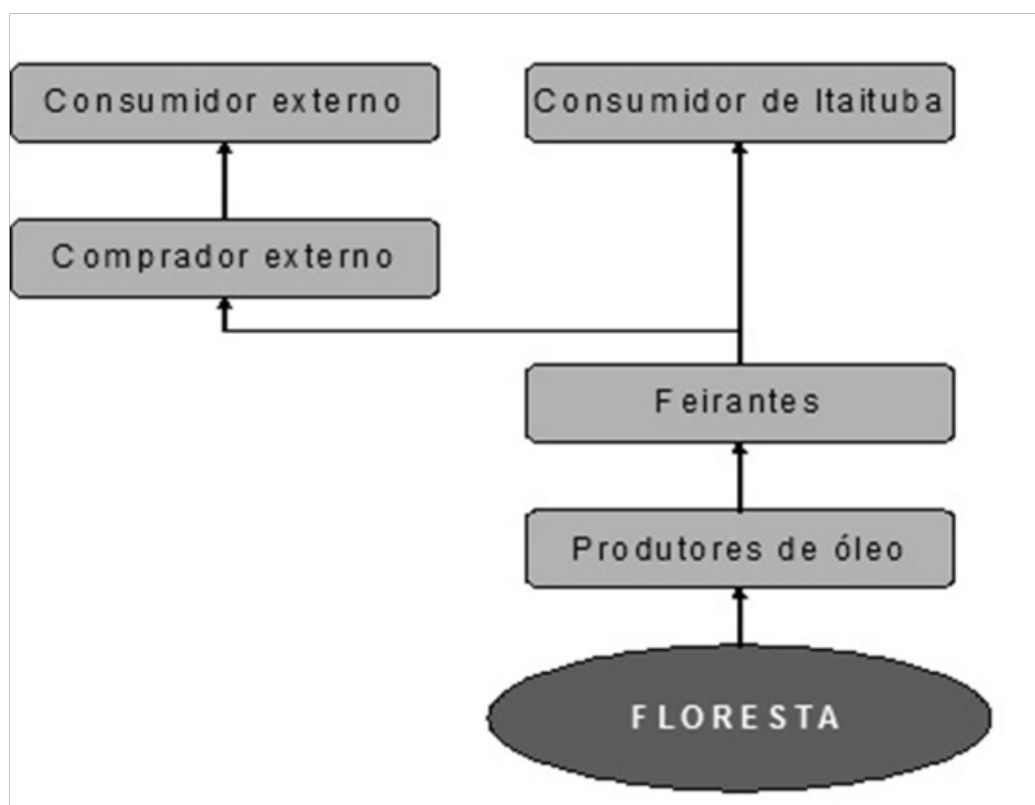 Consumidor externo
Consumidor de Itaituba
Comprador externo
Feirantes
Produtores de óleo
FLORESTA